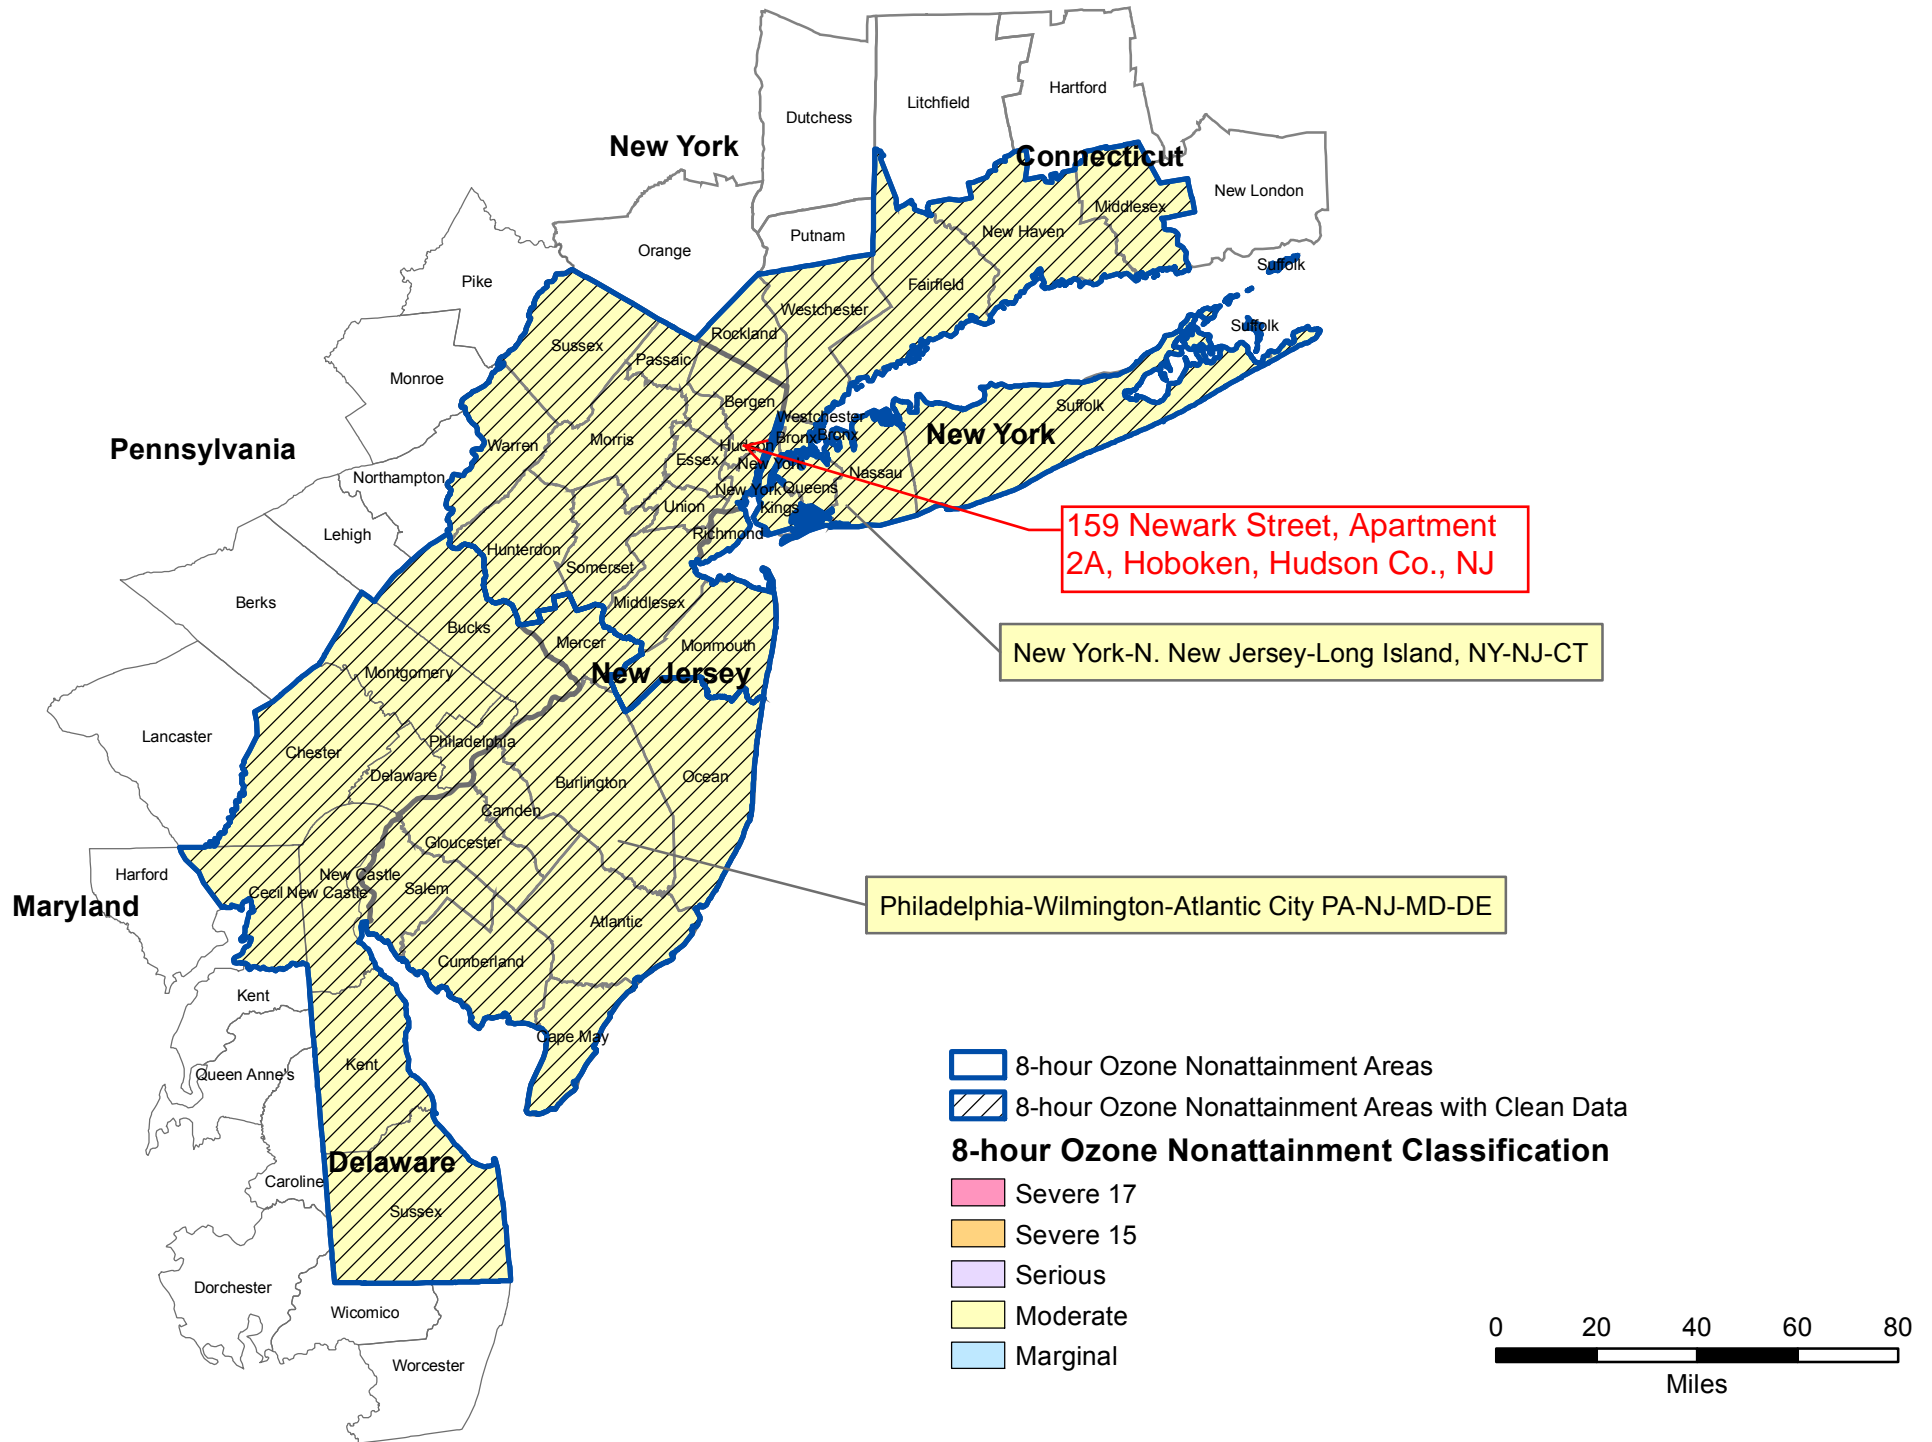 Hartford
Litchfield
Dutchess
New York
Connecticut
New London
Middlesex
New Haven
Putnam
Orange
Suffolk
Pike
Fairfield
Westchester
Suffolk
Rockland
Sussex
Passaic
Monroe
Bergen
Suffolk
Westchester
New York
Pennsylvania
Warren
Morris
Hudson
Bronx
Bronx
Essex
New York
Nassau
Northampton
New York
Queens
Union
Kings
159 Newark Street, Apartment
2A, Hoboken, Hudson Co., NJ
Lehigh
Richmond
Hunterdon
Somerset
Berks
Middlesex
Bucks
Mercer
Monmouth
New York-N. New Jersey-Long Island, NY-NJ-CT
Montgomery
New Jersey
Lancaster
Chester
Philadelphia
Delaware
Burlington
Ocean
Camden
Gloucester
Harford
New Castle
Cecil
New Castle
Salem
Maryland
Philadelphia-Wilmington-Atlantic City PA-NJ-MD-DE
Atlantic
Cumberland
Kent
Cape May
Kent
Queen Anne's
8-hour Ozone Nonattainment Areas
8-hour Ozone Nonattainment Areas with Clean Data
8-hour Ozone Nonattainment Classification
Delaware
Caroline
Sussex
Severe 17
Severe 15
Serious
Dorchester
Wicomico
Moderate
Worcester
Marginal
0 20 40 60 80
Miles